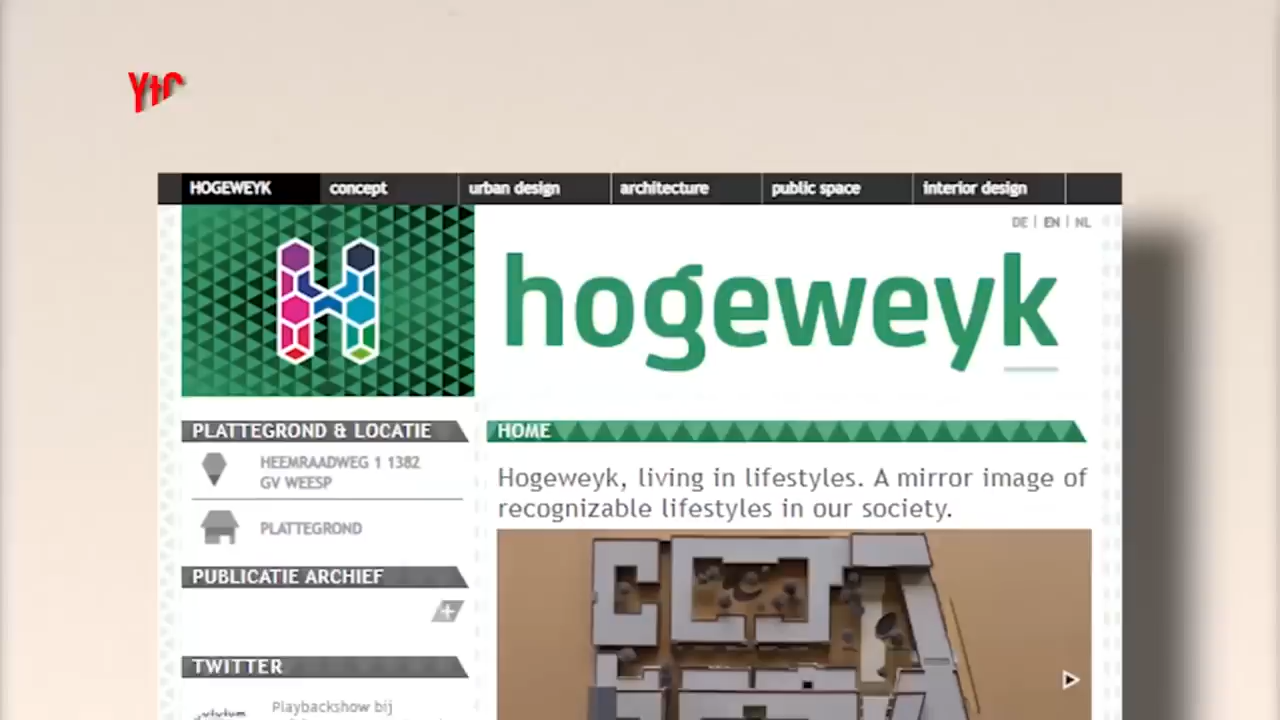 HOGEWEYK concept urban design architecture public space interior design
DE | EN | NL
hogeweyk
PLATTEGROND & LOCATIE
HEEMRAADWEG 1 1382
GV WEESP
PLATTEGROND
PUBLICATIE ARCHIEF
TWITTER
Playbackshow bij
HOME
Hogeweyk, living in lifestyles. A mirror image of
recognizable lifestyles in our society.